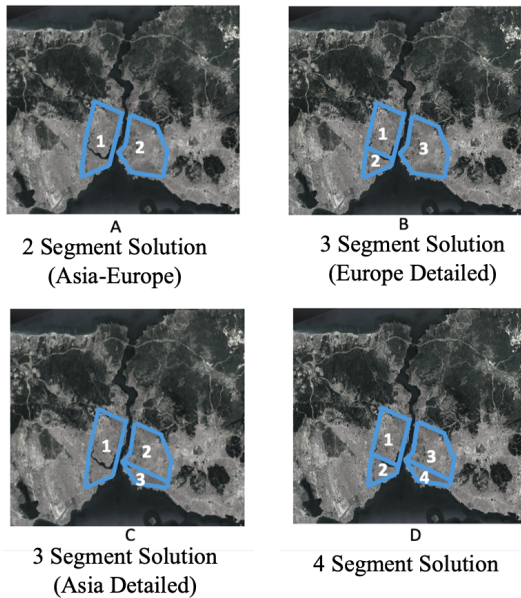 1
2
A
2 Segment Solution
(Asia-Europe)
1
2
3
B
3 Segment Solution
(Europe Detailed)
1
2
3
C
3 Segment Solution
(Asia Detailed)
1
2
3
4
D
4 Segment Solution